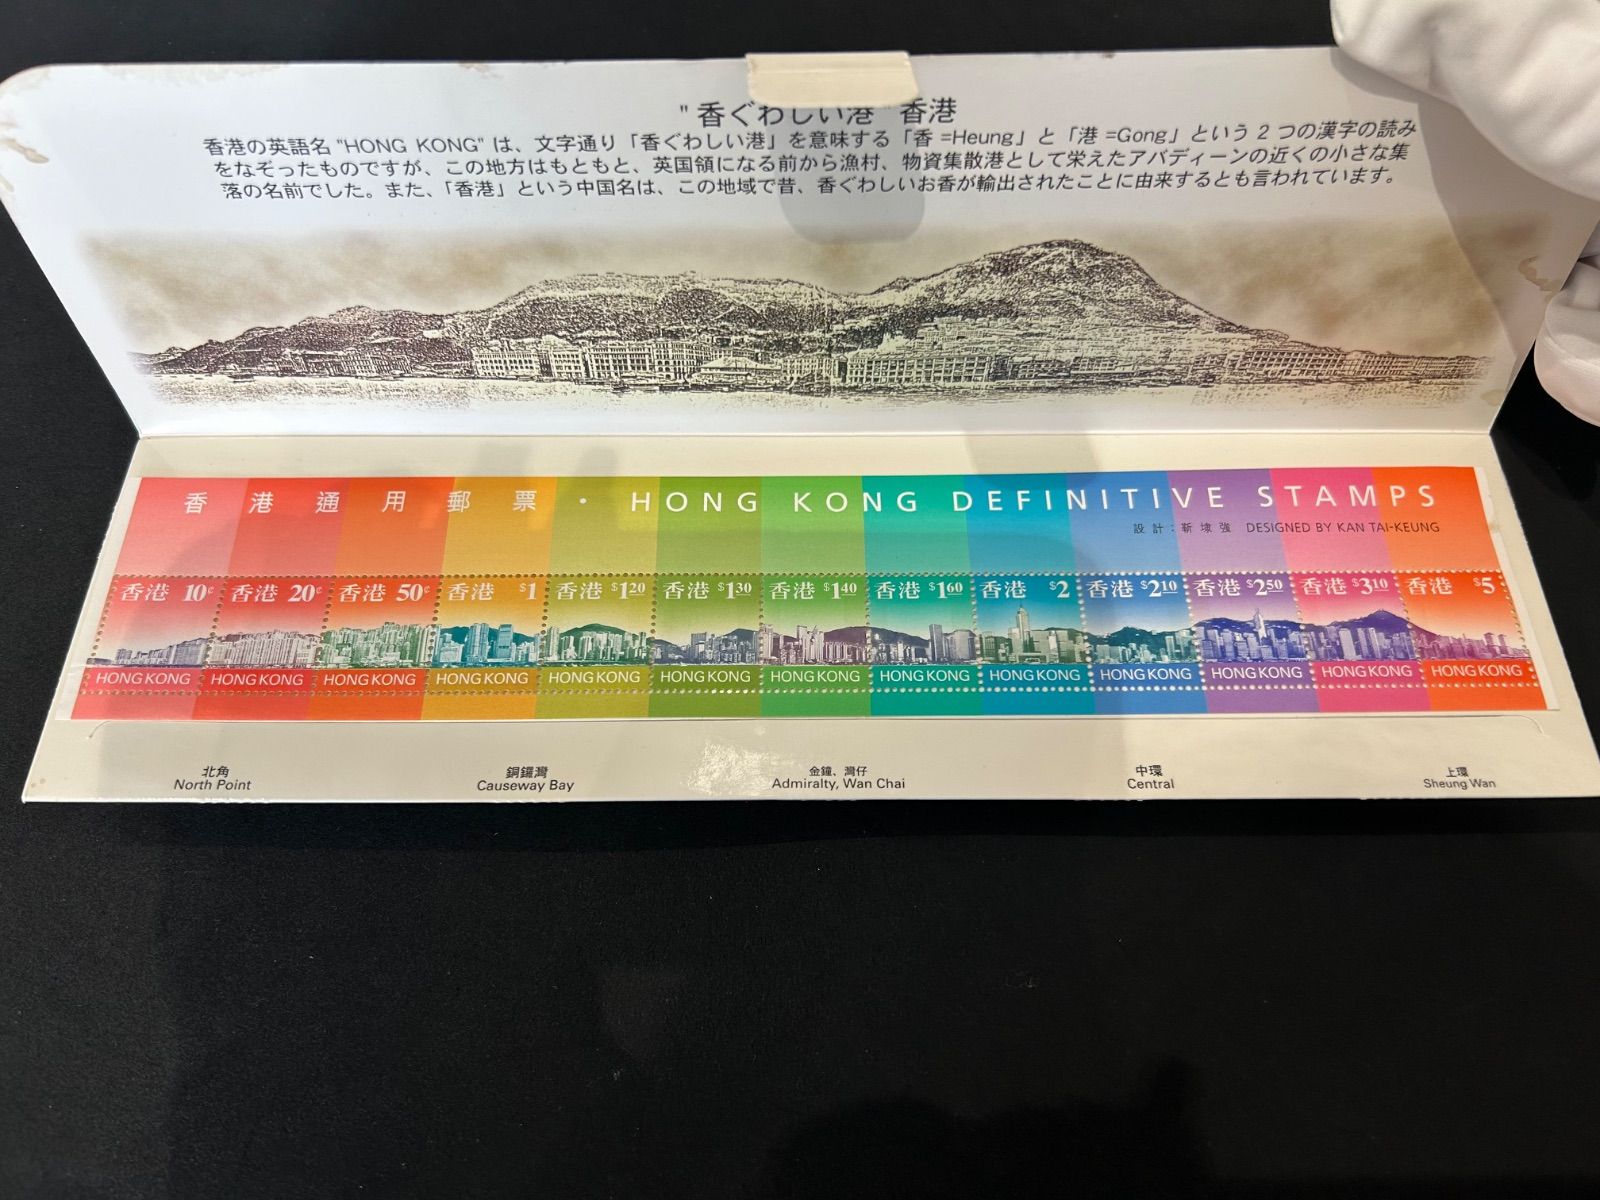 "香ぐわしい港" 香港
香港の英語名 "HONG KONG" は、文字通り「香ぐわしい港」を意味する「香 =Heung」と「港 =Gong」という 2 つの漢字の読み
をなぞったものですが、この地方はもともと、英国領になる前から漁村、物資集散港として栄えたアバディーンの近くの小さな集
落の名前でした。また、「香港」という中国名は、この地域で昔、香ぐわしいお香が輸出されたことに由来するとも言われています。
香港通用郵票・HONG KONG DEFINITIVE STAMPS
設計：靳埭強 DESIGNED BY KAN TAI-KEUNG
香港 10¢ 香港 20¢ 香港 50¢ 香港 $1 香港 $1.20 香港 $1.30 香港 $1.40 香港 $1.60 香港 $2 香港 $2.10 香港 $2.50 香港 $3.10 香港 $5
HONG KONG HONG KONG HONG KONG HONG KONG HONG KONG HONG KONG HONG KONG HONG KONG HONG KONG HONG KONG HONG KONG HONG KONG HONG KONG
北角 銅鑼灣 金鐘、灣仔 中環 上環
North Point Causeway Bay Admiralty, Wan Chai Central Sheung Wan